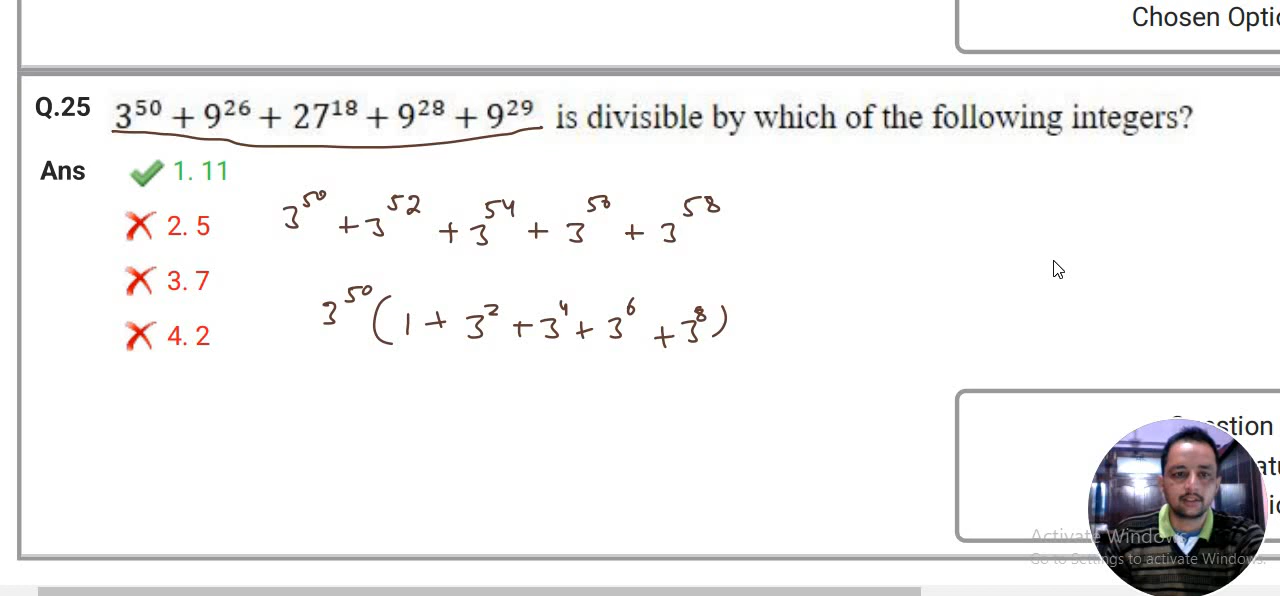 Chosen Opti
Q.25 3⁵⁰ + 9²⁶ + 27¹⁸ + 9²⁸ + 9²⁹ is divisible by which of the following integers?
Ans 1. 11
2. 5
3. 7
4. 2
3⁵⁰ + 3⁵² + 3⁵⁴ + 3⁵⁶ + 3⁵⁸
3⁵⁰ ( 1 + 3² + 3⁴ + 3⁶ + 3⁸ )
Activate Windows
Go to Settings to activate Windows.